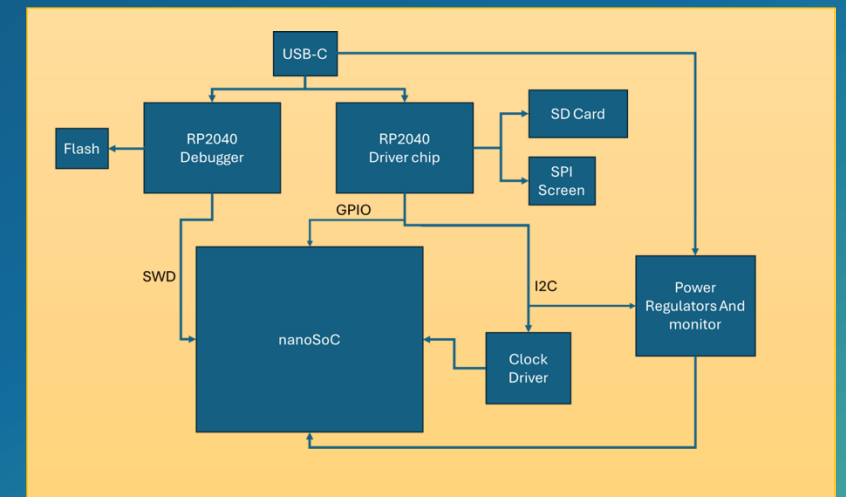 USB-C
RP2040
Debugger
RP2040
Driver chip
SD Card
Flash
SPI
Screen
GPIO
SWD
I2C
Power
Regulators And
monitor
nanoSoC
Clock
Driver